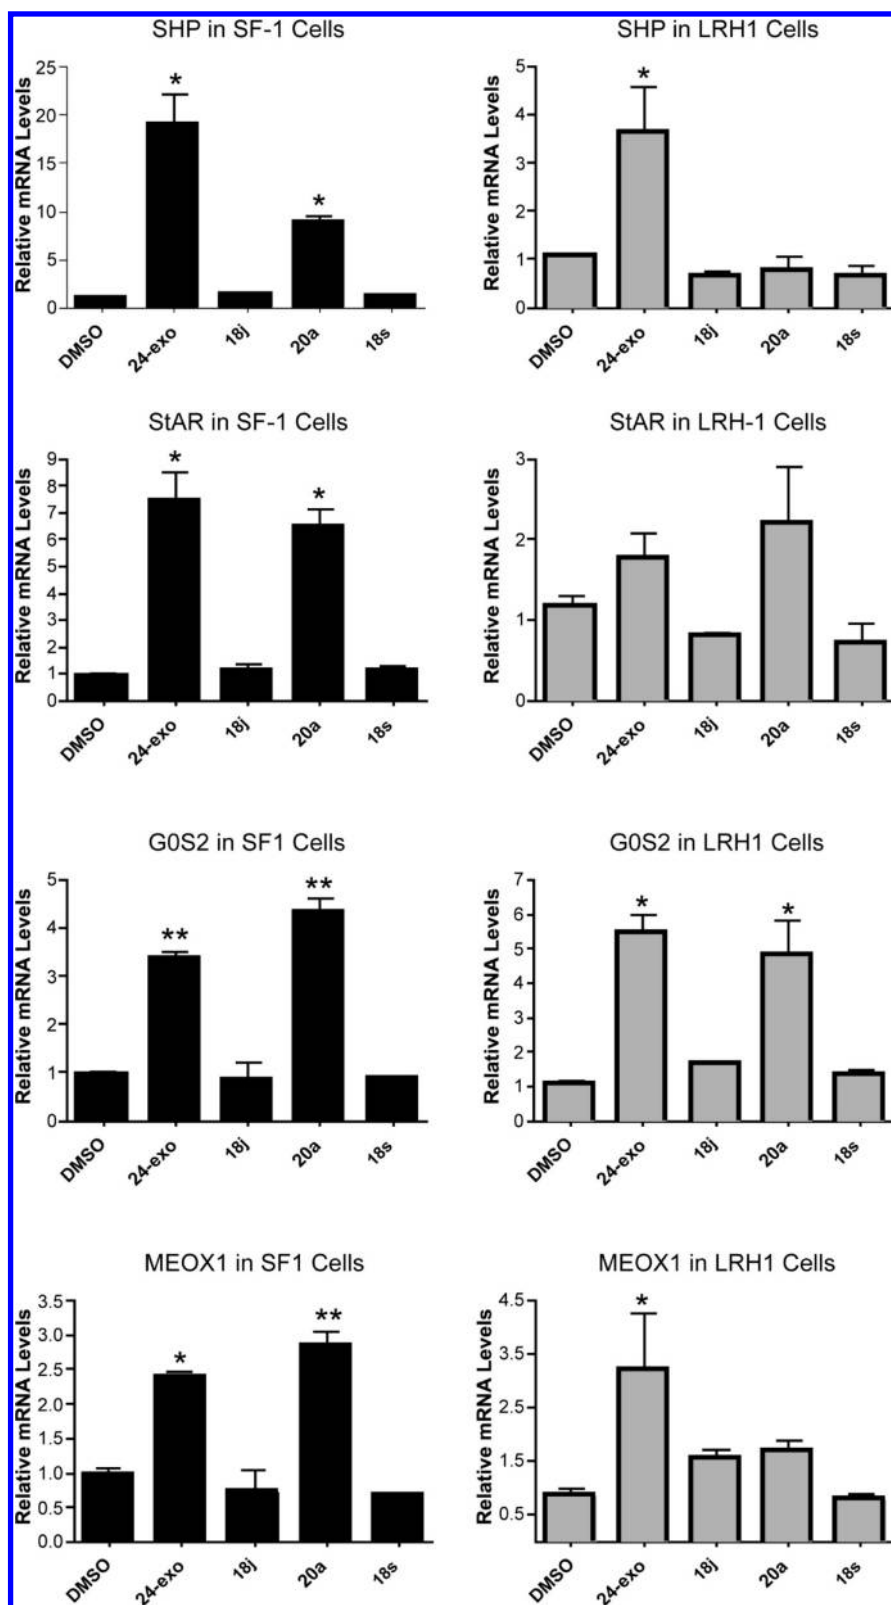 SHP in SF-1 Cells
Relative mRNA Levels
25
20
15
10
5
0
*
*
DMSO
24-exo
18j
20a
18s
SHP in LRH1 Cells
Relative mRNA Levels
5
4
3
2
1
0
*
DMSO
24-exo
18j
20a
18s
StAR in SF-1 Cells
Relative mRNA Levels
9
8
7
6
5
4
3
2
1
0
*
*
DMSO
24-exo
18j
20a
18s
StAR in LRH-1 Cells
Relative mRNA Levels
3
2
1
0
DMSO
24-exo
18j
20a
18s
G0S2 in SF1 Cells
Relative mRNA Levels
5
4
3
2
1
0
**
**
DMSO
24-exo
18j
20a
18s
G0S2 in LRH1 Cells
Relative mRNA Levels
7
6
5
4
3
2
1
0
*
*
DMSO
24-exo
18j
20a
18s
MEOX1 in SF1 Cells
Relative mRNA Levels
3.5
3.0
2.5
2.0
1.5
1.0
0.5
0.0
*
**
DMSO
24-exo
18j
20a
18s
MEOX1 in LRH1 Cells
Relative mRNA Levels
4.5
3.5
2.5
1.5
0.5
*
DMSO
24-exo
18j
20a
18s